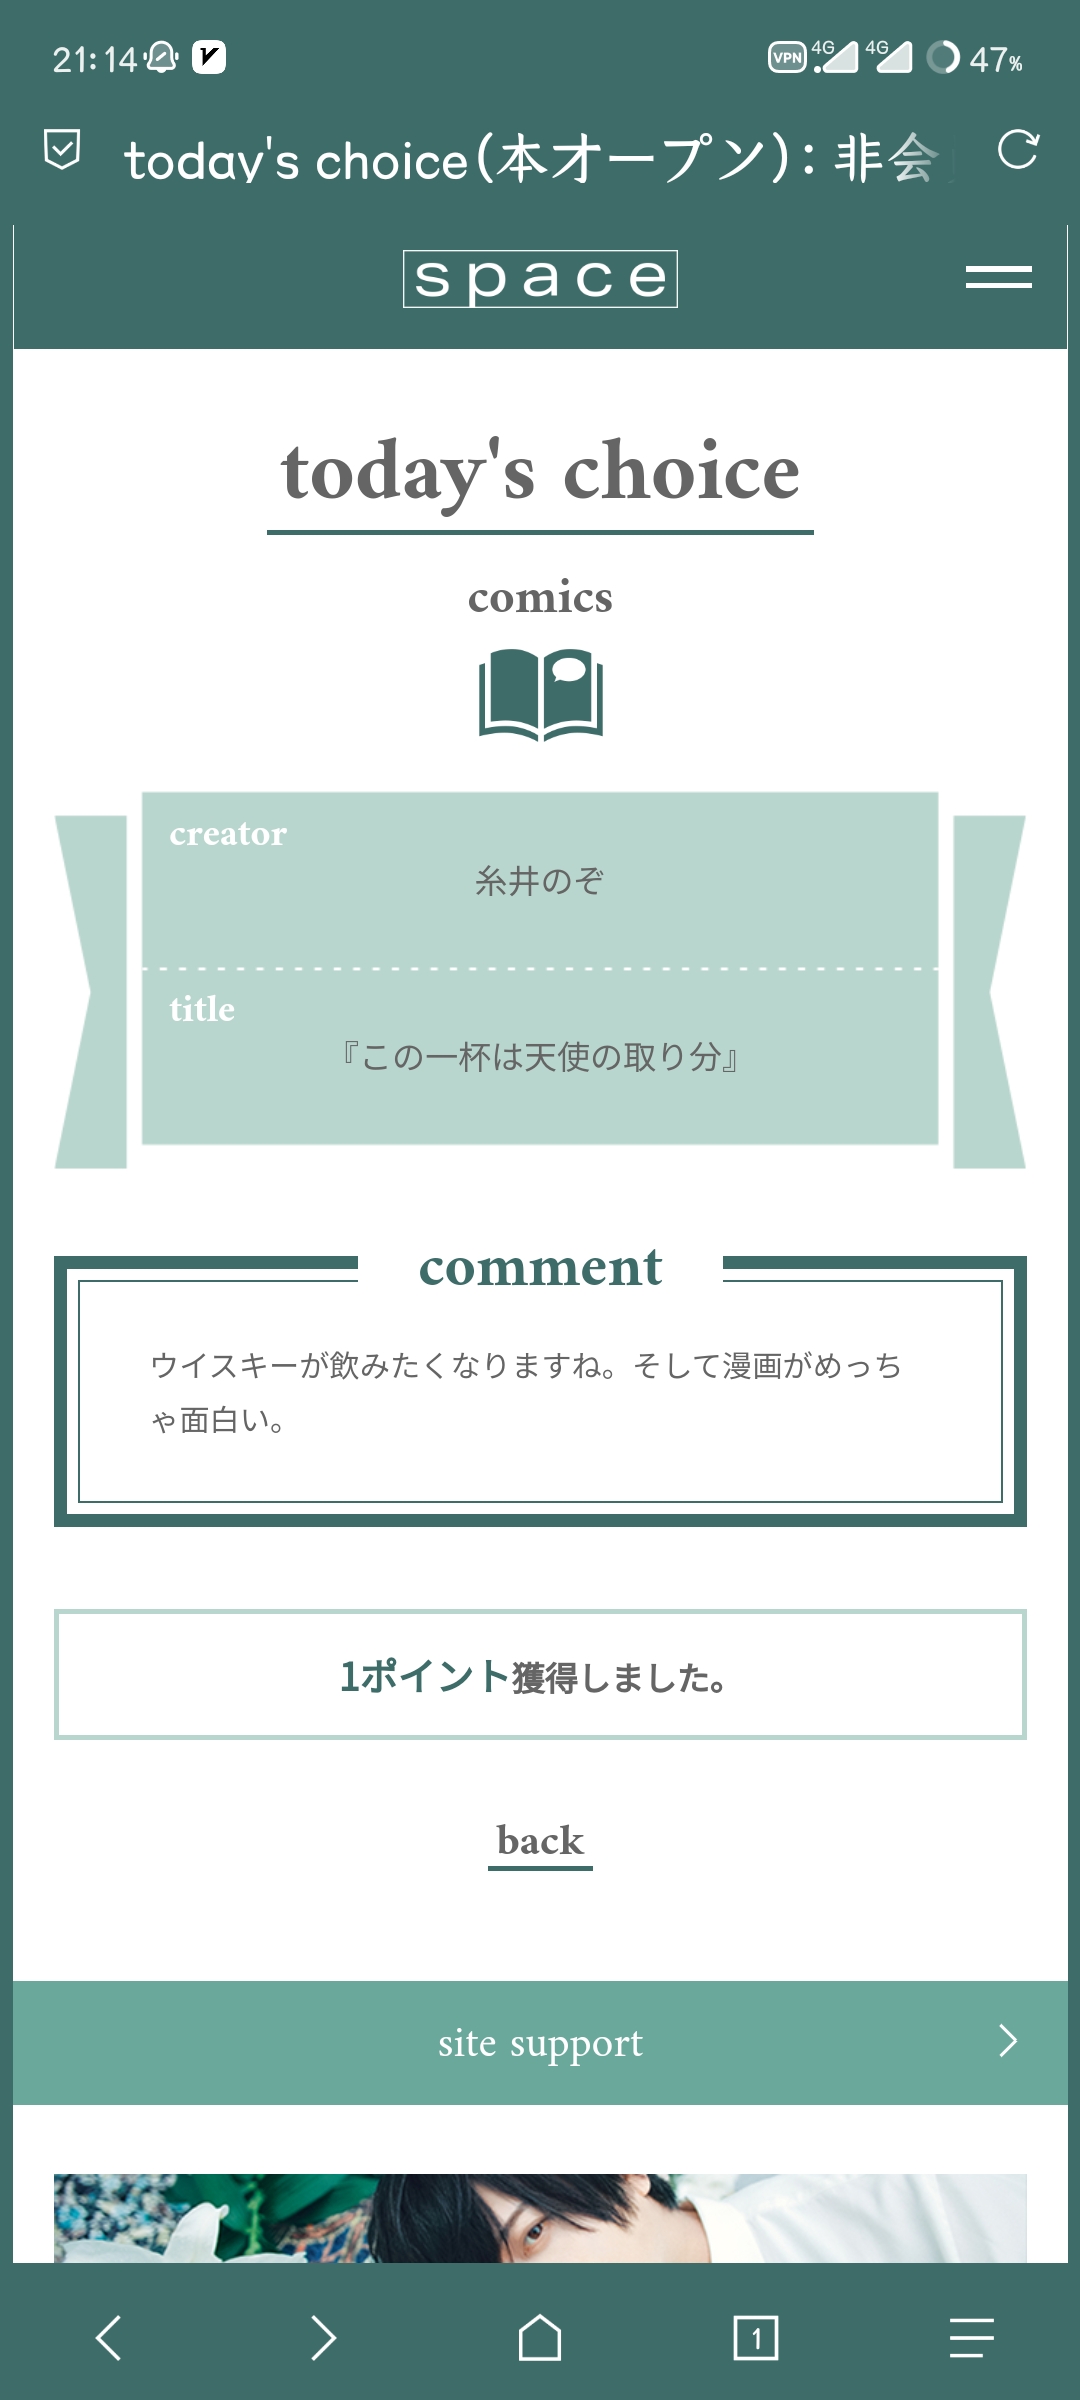 21:14
VPN 4G 4G 47%
today's choice(本オープン): 非会
space
today's choice
comics
creator
糸井のぞ
title
『この一杯は天使の取り分』
comment
ウイスキーが飲みたくなりますね。そして漫画がめっち
ゃ面白い。
1ポイント獲得しました。
back
site support
1